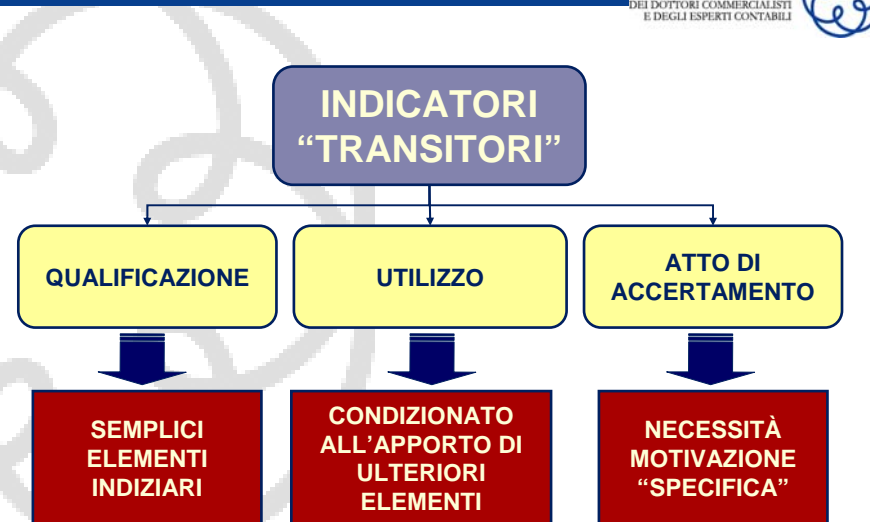 DEI DOTTORI COMMERCIALISTI
E DEGLI ESPERTI CONTABILI
INDICATORI
“TRANSITORI”
QUALIFICAZIONE
UTILIZZO
ATTO DI
ACCERTAMENTO
SEMPLICI
ELEMENTI
INDIZIARI
CONDIZIONATO
ALL’APPORTO DI
ULTERIORI
ELEMENTI
NECESSITÀ
MOTIVAZIONE
“SPECIFICA”